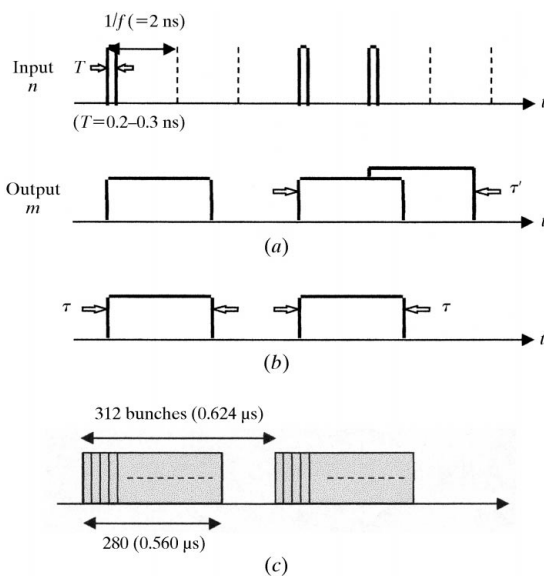 1/f (= 2 ns)
Input
n
T
t
(T=0.2–0.3 ns)
Output
m
τ′
t
(a)
τ
τ
t
(b)
312 bunches (0.624 μs)
280 (0.560 μs)
(c)